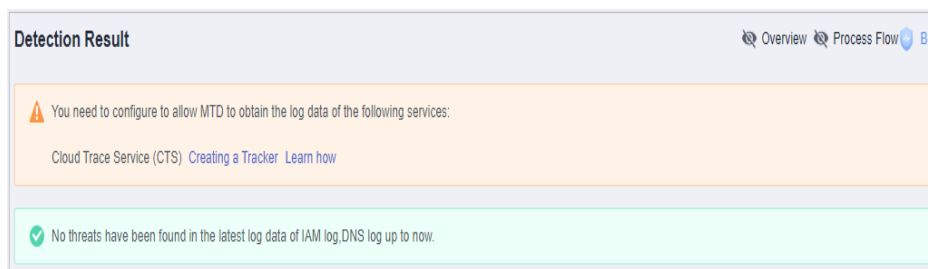 Detection Result
Overview Process Flow B
You need to configure to allow MTD to obtain the log data of the following services:
Cloud Trace Service (CTS) Creating a Tracker Learn how
No threats have been found in the latest log data of IAM log,DNS log up to now.